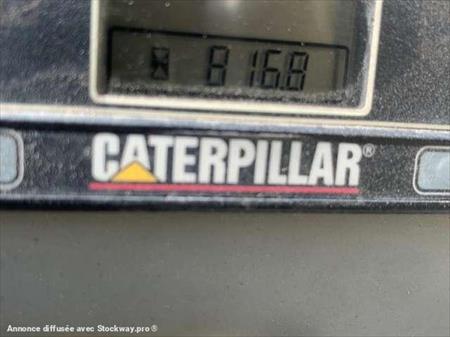 8168
CATERPILLAR®
Annonce diffusée avec Stockway.pro®